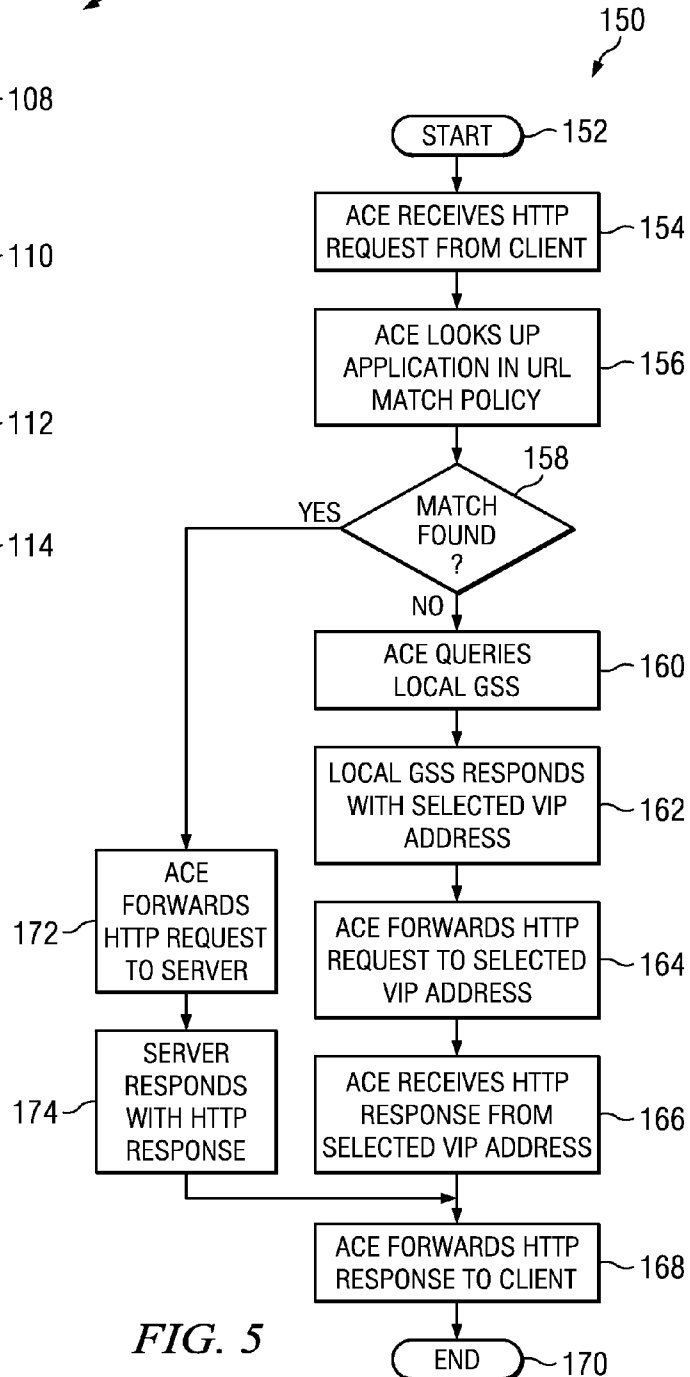 150
108
START
152
ACE RECEIVES HTTP
REQUEST FROM CLIENT
154
110
ACE LOOKS UP
APPLICATION IN URL
MATCH POLICY
156
112
158
YES
MATCH
FOUND
?
114
NO
ACE QUERIES
LOCAL GSS
160
LOCAL GSS RESPONDS
WITH SELECTED VIP
ADDRESS
162
ACE
FORWARDS
HTTP REQUEST
TO SERVER
172
ACE FORWARDS HTTP
REQUEST TO SELECTED
VIP ADDRESS
164
SERVER
RESPONDS
WITH HTTP
RESPONSE
174
ACE RECEIVES HTTP
RESPONSE FROM
SELECTED VIP ADDRESS
166
ACE FORWARDS HTTP
RESPONSE TO CLIENT
168
FIG. 5
END
170